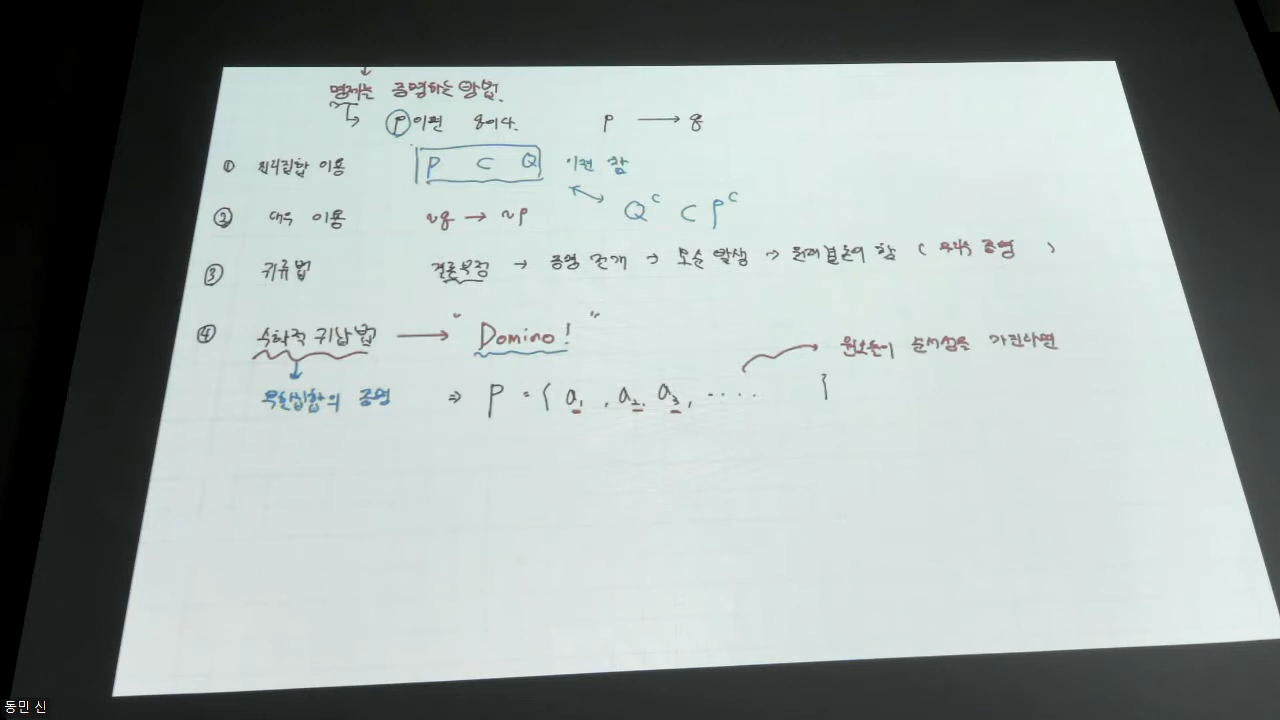 명제는 증명하는 방법.
p이면 q이다. p → q
① 진리집합 이용 P ⊂ Q 이면 참
② 대우 이용 ~q → ~p Qᶜ ⊂ Pᶜ
③ 귀류법 결론부정 → 증명 전개 → 모순 발생 → 원래결론이 참 ( 증명 )
④ 수학적 귀납법 → " Domino! "
원소들이 순서성을 가진다면
무한집합의 증명 ⇒ P = { a₁, a₂, a₃, ····· }
동민 신